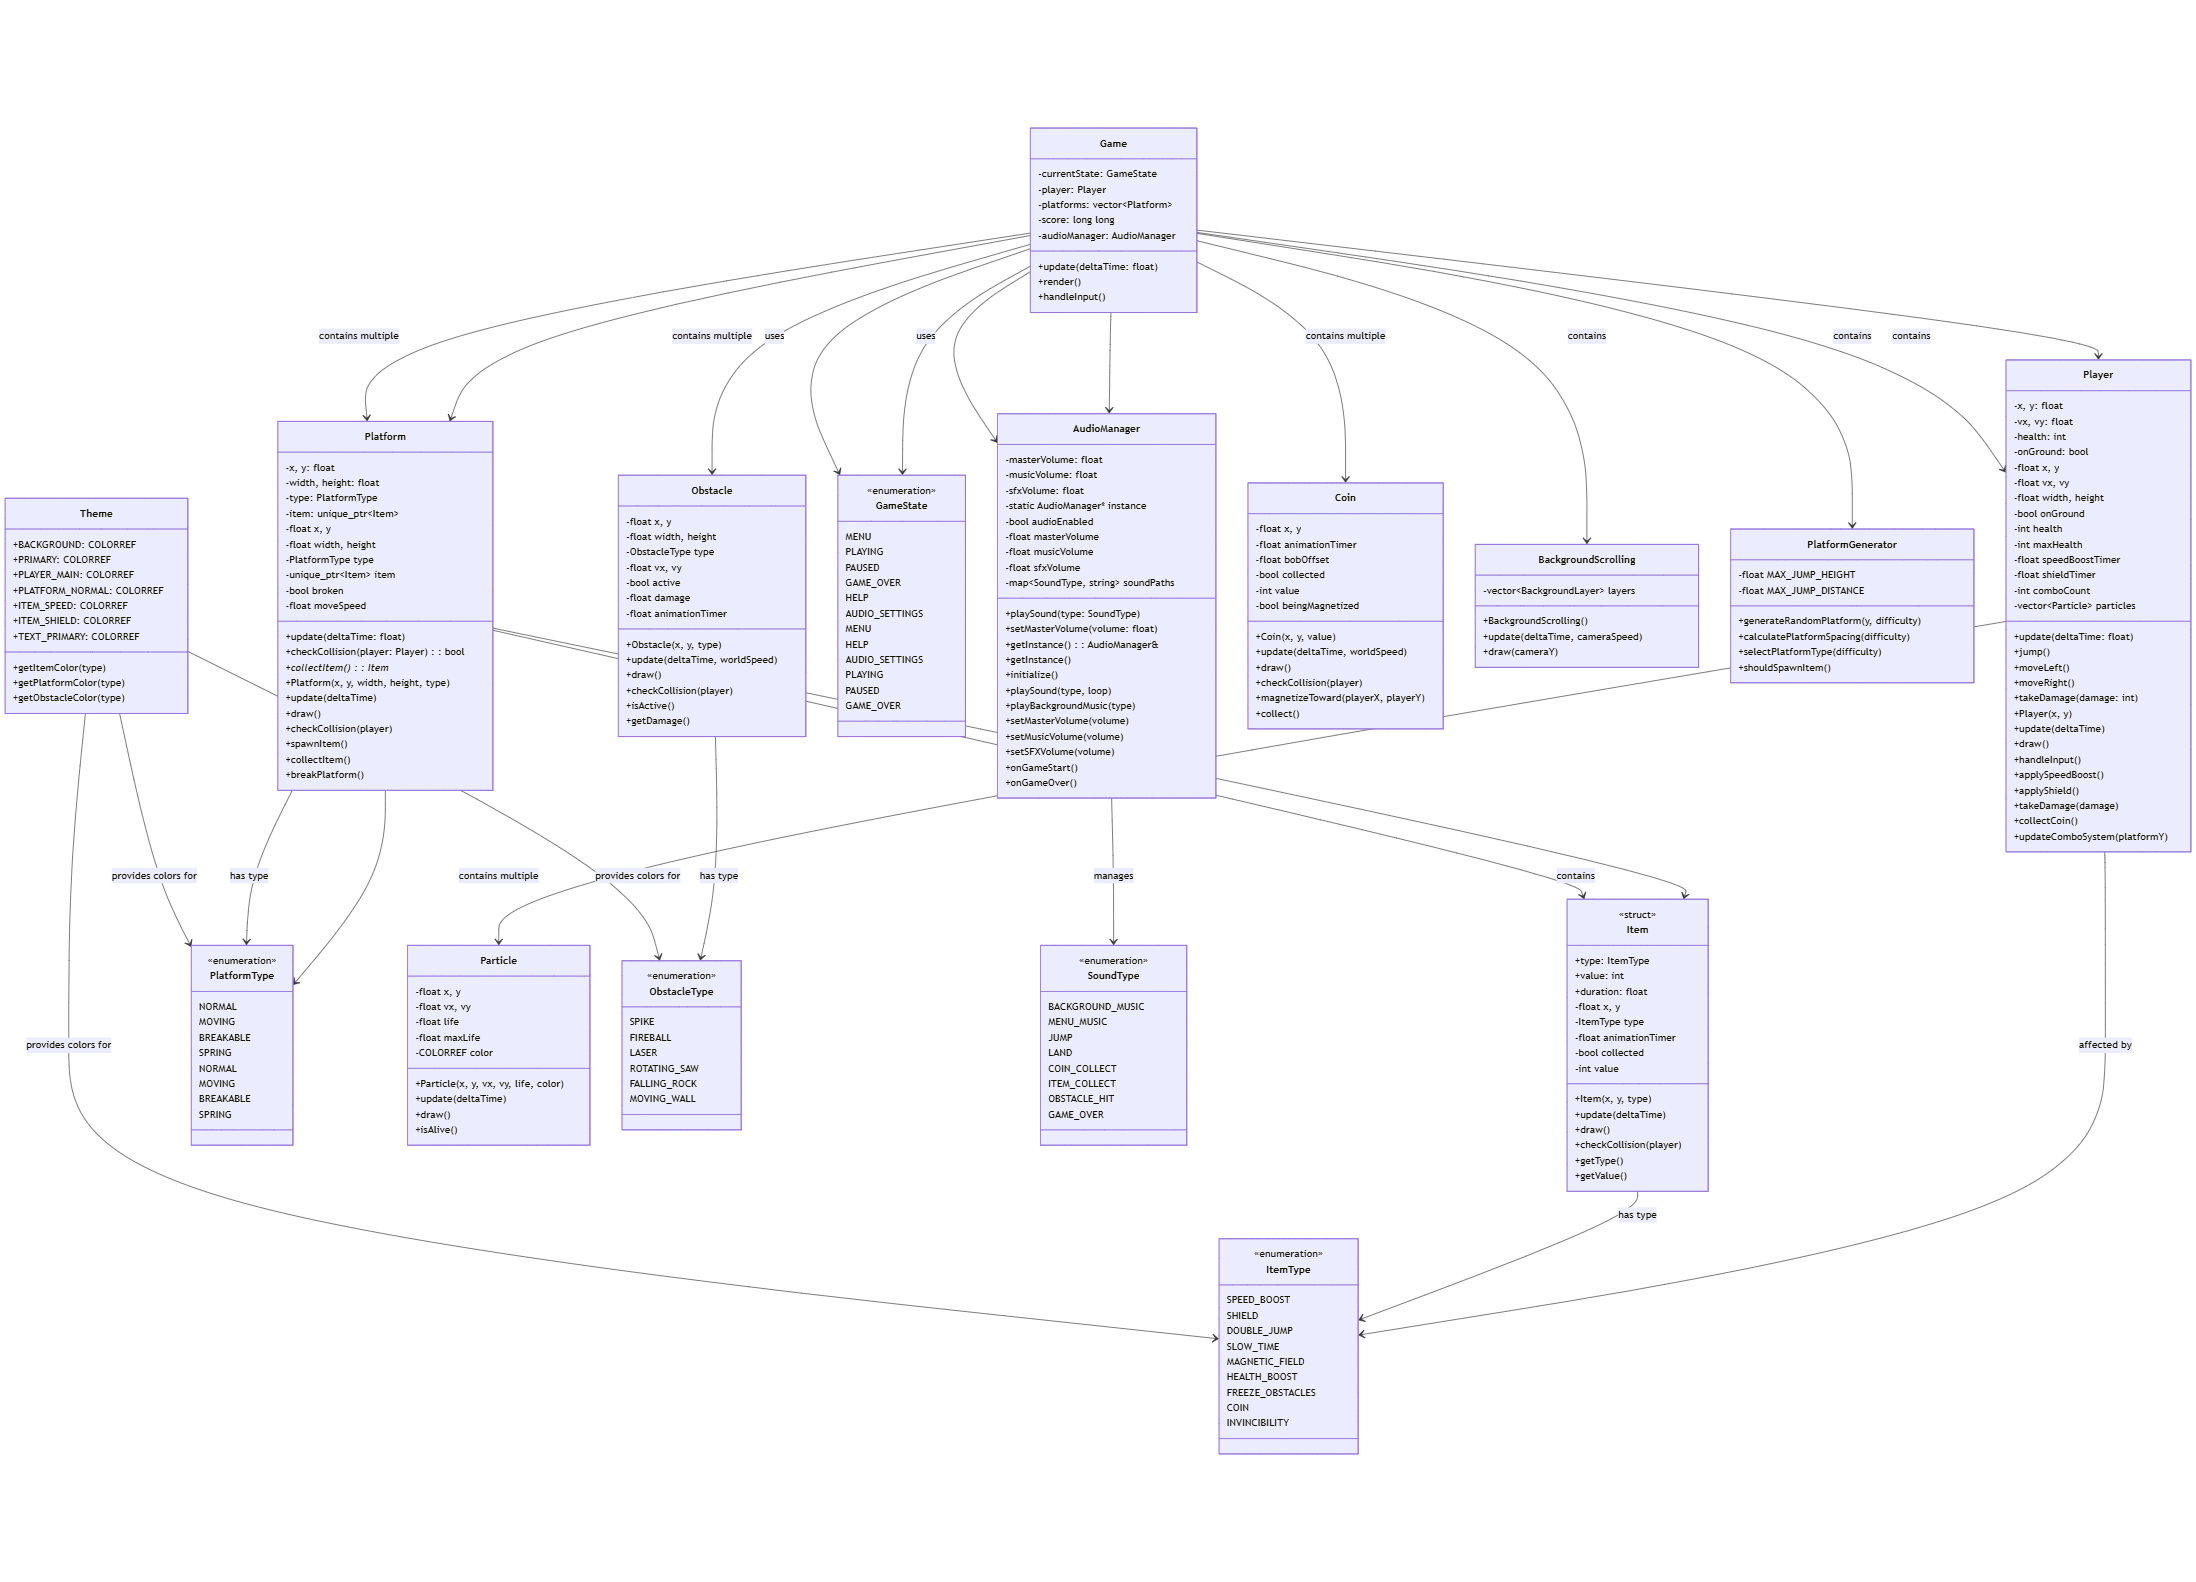 Game
-currentState: GameState
-player: Player
-platforms: vector<Platform>
-score: long long
-audioManager: AudioManager
+update(deltaTime: float)
+render()
+handleInput()
contains multiple
contains multiple
uses
uses
contains multiple
contains
contains
contains
Player
-x, y: float
-vx, vy: float
-health: int
-onGround: bool
-float x, y
-float vx, vy
-float width, height
-bool onGround
-int health
-int maxHealth
-float speedBoostTimer
-float shieldTimer
-int comboCount
-vector<Particle> particles
+update(deltaTime: float)
+jump()
+moveLeft()
+moveRight()
+takeDamage(damage: int)
+Player(x, y)
+update(deltaTime)
+draw()
+handleInput()
+applySpeedBoost()
+applyShield()
+takeDamage(damage)
+collectCoin()
+updateComboSystem(platformY)
Platform
-x, y: float
-width, height: float
-type: PlatformType
-item: unique_ptr<Item>
-float x, y
-float width, height
-PlatformType type
-unique_ptr<Item> item
-bool broken
-float moveSpeed
+update(deltaTime: float)
+checkCollision(player: Player) : : bool
+collectItem() : : Item
+Platform(x, y, width, height, type)
+update(deltaTime)
+draw()
+checkCollision(player)
+spawnItem()
+collectItem()
+breakPlatform()
AudioManager
-masterVolume: float
-musicVolume: float
-sfxVolume: float
-static AudioManager* instance
-bool audioEnabled
-float masterVolume
-float musicVolume
-float sfxVolume
-map<SoundType, string> soundPaths
+playSound(type: SoundType)
+setMasterVolume(volume: float)
+getInstance() : : AudioManager&
+getInstance()
+initialize()
+playSound(type, loop)
+playBackgroundMusic(type)
+setMasterVolume(volume)
+setMusicVolume(volume)
+setSFXVolume(volume)
+onGameStart()
+onGameOver()
Obstacle
-float x, y
-float width, height
-ObstacleType type
-float vx, vy
-bool active
-float damage
-float animationTimer
+Obstacle(x, y, type)
+update(deltaTime, worldSpeed)
+draw()
+checkCollision(player)
+isActive()
+getDamage()
«enumeration»
GameState
MENU
PLAYING
PAUSED
GAME_OVER
HELP
AUDIO_SETTINGS
MENU
HELP
AUDIO_SETTINGS
PLAYING
PAUSED
GAME_OVER
Coin
-float x, y
-float animationTimer
-float bobOffset
-bool collected
-int value
-bool beingMagnetized
+Coin(x, y, value)
+update(deltaTime, worldSpeed)
+draw()
+checkCollision(player)
+magnetizeToward(playerX, playerY)
+collect()
BackgroundScrolling
-vector<BackgroundLayer> layers
+BackgroundScrolling()
+update(deltaTime, cameraSpeed)
+draw(cameraY)
PlatformGenerator
-float MAX_JUMP_HEIGHT
-float MAX_JUMP_DISTANCE
+generateRandomPlatform(y, difficulty)
+calculatePlatformSpacing(difficulty)
+selectPlatformType(difficulty)
+shouldSpawnItem()
Theme
+BACKGROUND: COLORREF
+PRIMARY: COLORREF
+PLAYER_MAIN: COLORREF
+PLATFORM_NORMAL: COLORREF
+ITEM_SPEED: COLORREF
+ITEM_SHIELD: COLORREF
+TEXT_PRIMARY: COLORREF
+getItemColor(type)
+getPlatformColor(type)
+getObstacleColor(type)
provides colors for
has type
contains multiple
provides colors for
has type
manages
contains
«enumeration»
PlatformType
NORMAL
MOVING
BREAKABLE
SPRING
NORMAL
MOVING
BREAKABLE
SPRING
Particle
-float x, y
-float vx, vy
-float life
-float maxLife
-COLORREF color
+Particle(x, y, vx, vy, life, color)
+update(deltaTime)
+draw()
+isAlive()
«enumeration»
ObstacleType
SPIKE
FIREBALL
LASER
ROTATING_SAW
FALLING_ROCK
MOVING_WALL
«enumeration»
SoundType
BACKGROUND_MUSIC
MENU_MUSIC
JUMP
LAND
COIN_COLLECT
ITEM_COLLECT
OBSTACLE_HIT
GAME_OVER
«struct»
Item
+type: ItemType
+value: int
+duration: float
-float x, y
-ItemType type
-float animationTimer
-bool collected
-int value
+Item(x, y, type)
+update(deltaTime)
+draw()
+checkCollision(player)
+getType()
+getValue()
provides colors for
affected by
has type
«enumeration»
ItemType
SPEED_BOOST
SHIELD
DOUBLE_JUMP
SLOW_TIME
MAGNETIC_FIELD
HEALTH_BOOST
FREEZE_OBSTACLES
COIN
INVINCIBILITY